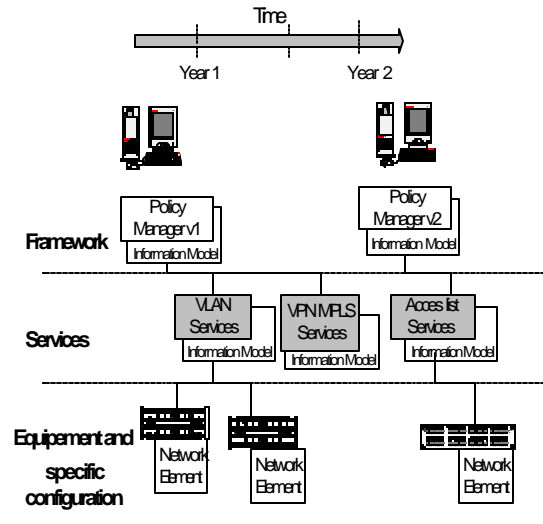 Time
Year 1
Year 2
Policy
Manager v1
Information Model
Policy
Manager v2
Information Model
Framework
VLAN
Services
Information Model
VPN MPLS
Services
Information Model
Acces list
Services
Information Model
Services
Equipement and
specific
configuration
Network
Element
Network
Element
Network
Element